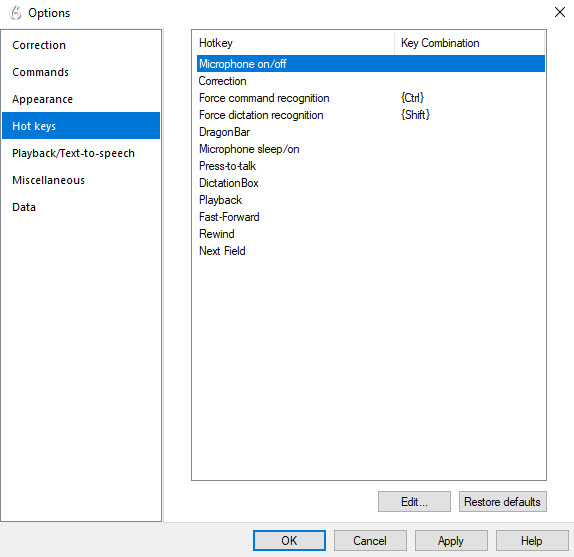 Options
Correction
Commands
Appearance
Hot keys
Playback/Text-to-speech
Miscellaneous
Data
Hotkey Key Combination
Microphone on/off
Correction
Force command recognition {Ctrl}
Force dictation recognition {Shift}
DragonBar
Microphone sleep/on
Press-to-talk
DictationBox
Playback
Fast-Forward
Rewind
Next Field
Edit... Restore defaults
OK Cancel Apply Help